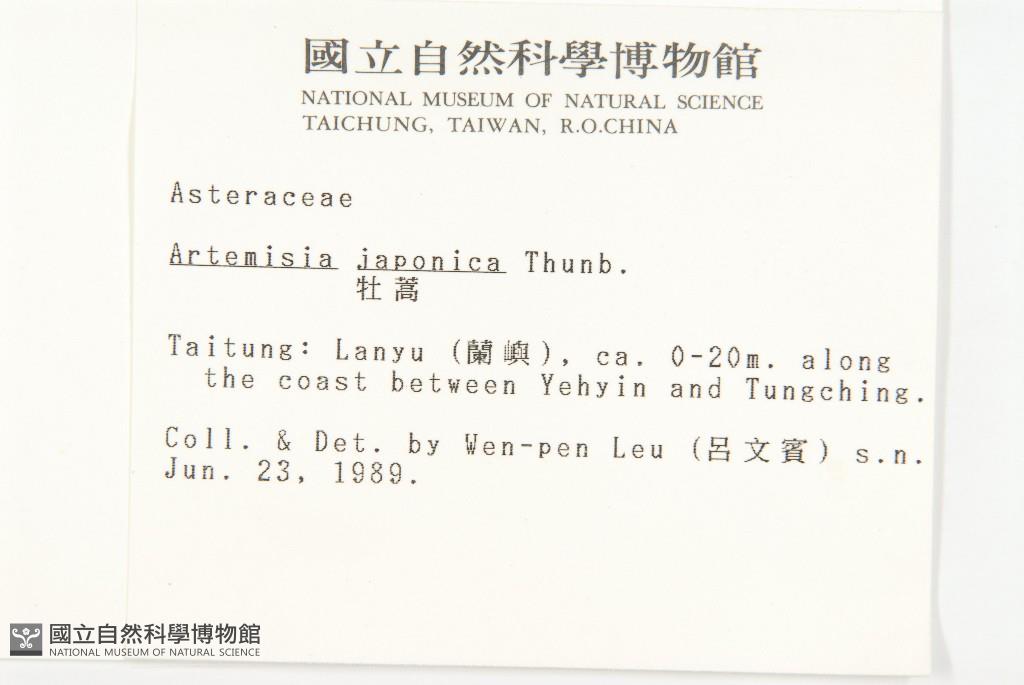 國立自然科學博物館
NATIONAL MUSEUM OF NATURAL SCIENCE
TAICHUNG, TAIWAN, R.O.CHINA
Asteraceae
Artemisia japonica Thunb.
牡蒿
Taitung: Lanyu (蘭嶼), ca. 0-20m. along
the coast between Yehyin and Tungching.
Coll. & Det. by Wen-pen Leu (呂文賓) s.n.
Jun. 23, 1989.
國立自然科學博物館
NATIONAL MUSEUM OF NATURAL SCIENCE